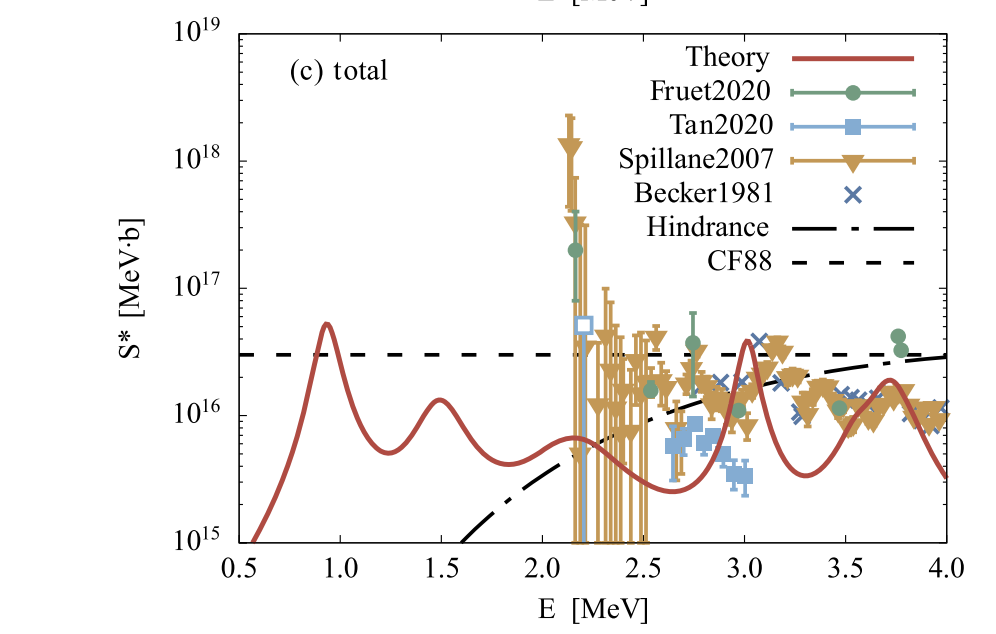 E [MeV]
10^19
(c) total
Theory
Fruet2020
Tan2020
10^18
Spillane2007
Becker1981
Hindrance
CF88
10^17
S* [MeV·b]
10^16
10^15
0.5 1.0 1.5 2.0 2.5 3.0 3.5 4.0
E [MeV]